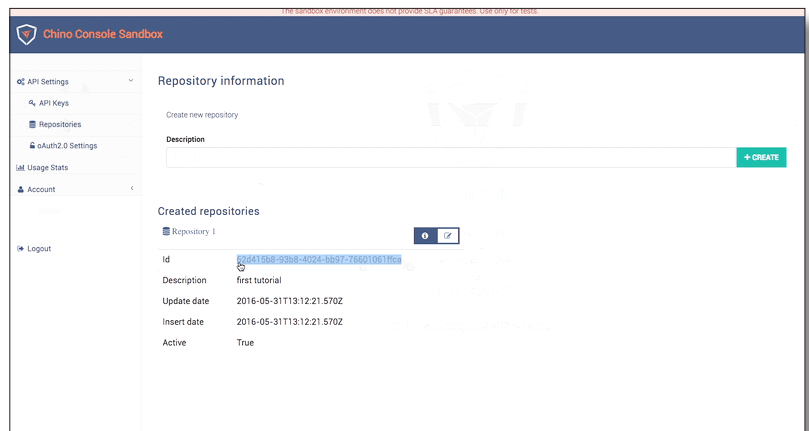 The sandbox environment does not provide SLA guarantees. Use only for tests.
Chino Console Sandbox
API Settings
API Keys
Repositories
oAuth2.0 Settings
Usage Stats
Account
Logout
Repository information
Create new repository
Description
+ CREATE
Created repositories
Repository 1
Id 62d415b8-93b8-4024-bb97-76601061ffca
Description first tutorial
Update date 2016-05-31T13:12:21.570Z
Insert date 2016-05-31T13:12:21.570Z
Active True